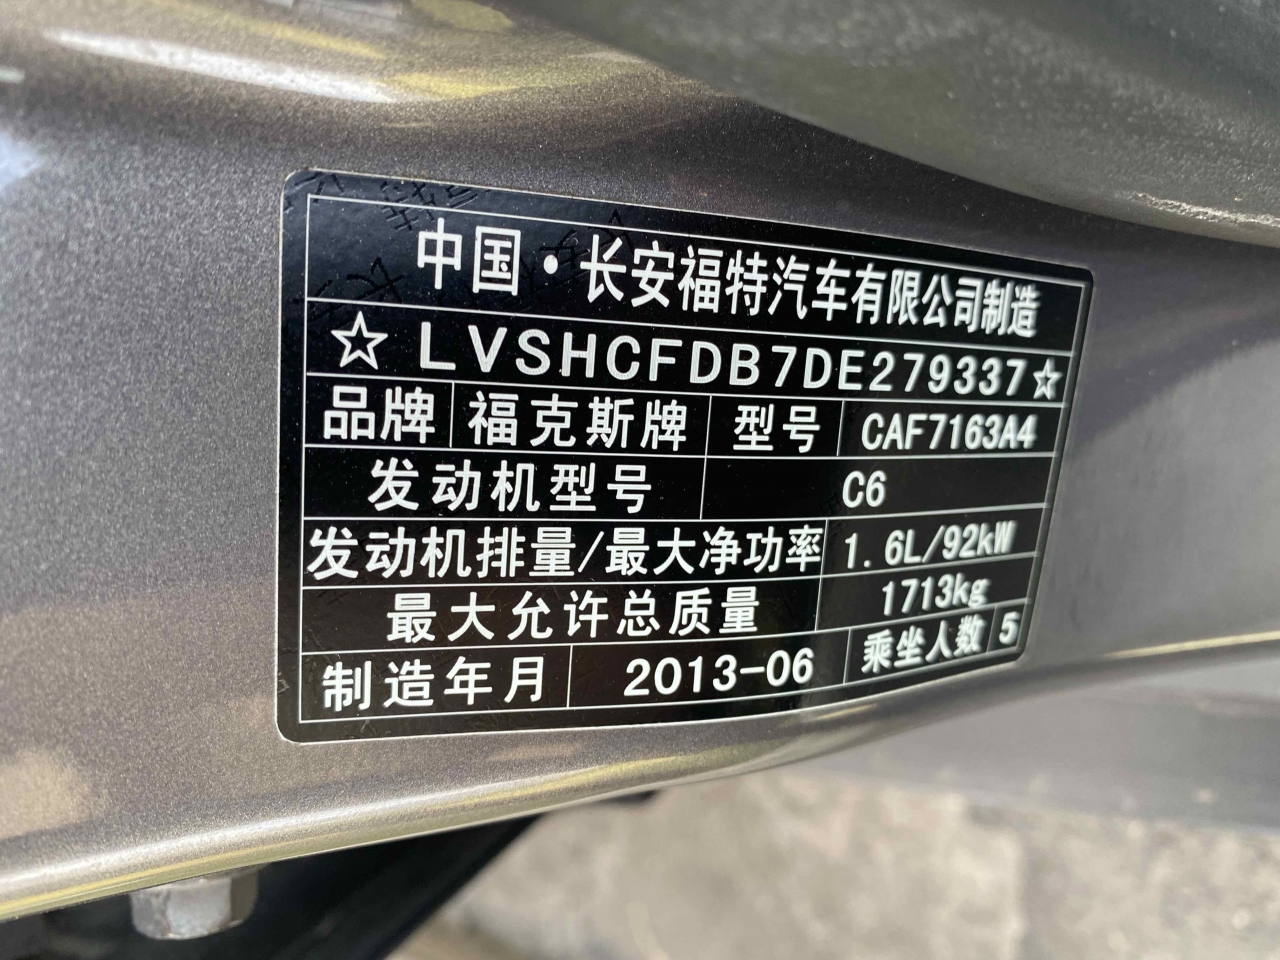 中国·长安福特汽车有限公司制造
☆LVSHCFDB7DE279337☆
品牌 福克斯牌 型号 CAF7163A4
发动机型号 C6
发动机排量/最大净功率 1.6L/92kW
最大允许总质量 1713kg
制造年月 2013-06 乘坐人数 5